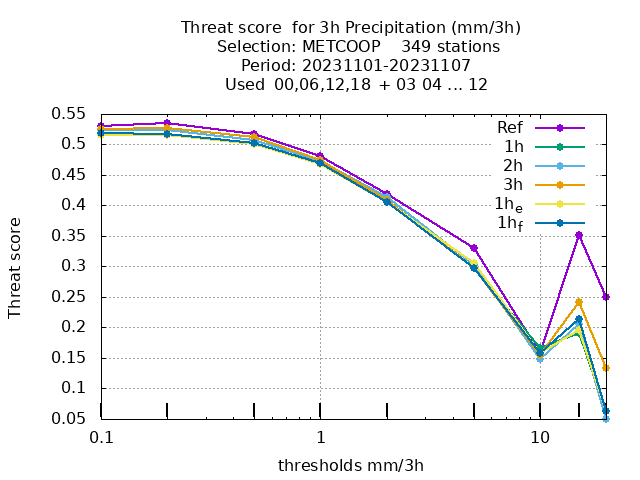 Threat score  for 3h Precipitation (mm/3h)
Selection: METCOOP    349 stations
Period: 20231101-20231107
Used  00,06,12,18 + 03 04 ... 12
0.55
0.5
0.45
0.4
0.35
0.3
0.25
0.2
0.15
0.1
0.05
Threat score
Ref
1h
2h
3h
1he
1hf
0.1
1
10
thresholds mm/3h